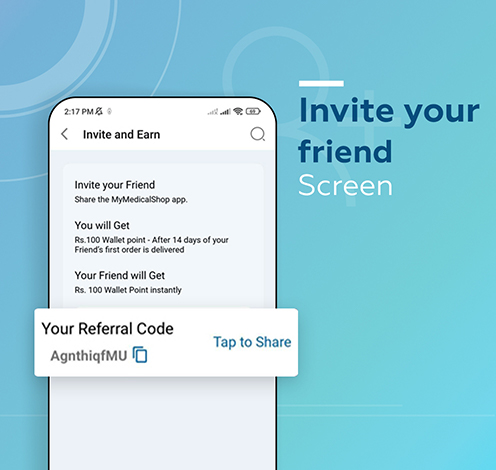 2:17 PM
Invite and Earn
Invite your Friend
Share the MyMedicalShop app.
You will Get
Rs.100 Wallet point - After 14 days of your
Friend's first order is delivered
Your Friend will Get
Rs. 100 Wallet Point instantly
Your Referral Code
AgnthiqfMU
Tap to Share
Invite your
friend
Screen